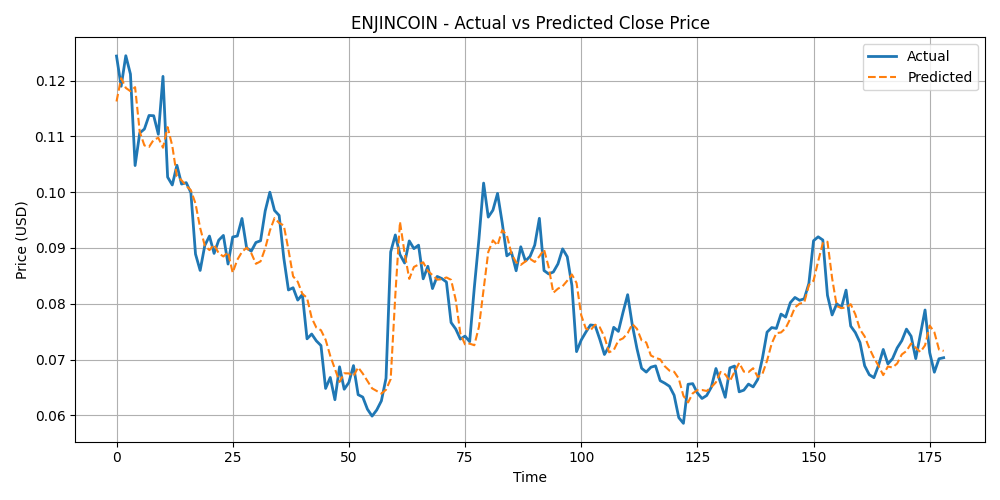 ENJINCOIN - Actual vs Predicted Close Price
Actual
Predicted
Price (USD)
0.12
0.11
0.10
0.09
0.08
0.07
0.06
0 25 50 75 100 125 150 175
Time